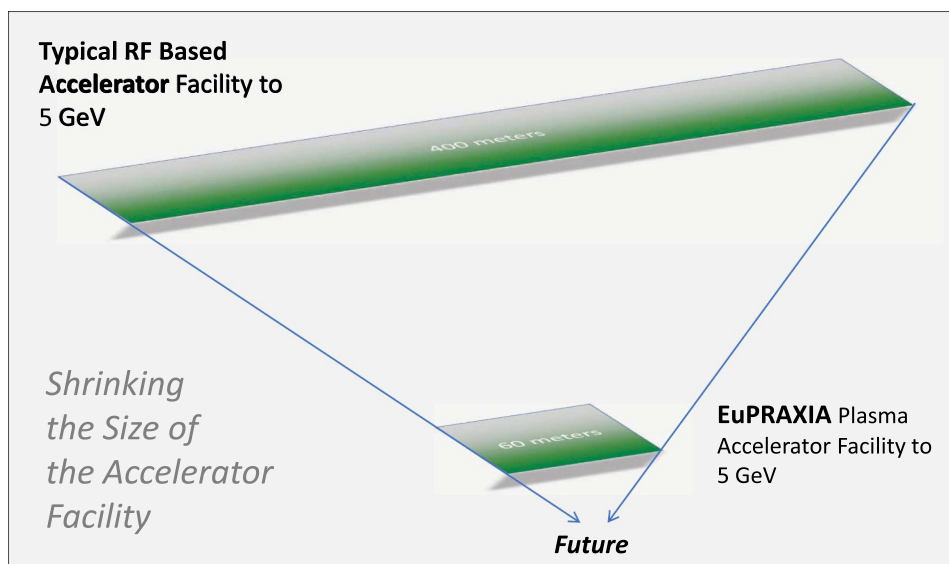 Typical RF Based
Accelerator Facility to
5 GeV
400 meters
Shrinking
the Size of
the Accelerator
Facility
60 meters
EuPRAXIA Plasma
Accelerator Facility to
5 GeV
Future